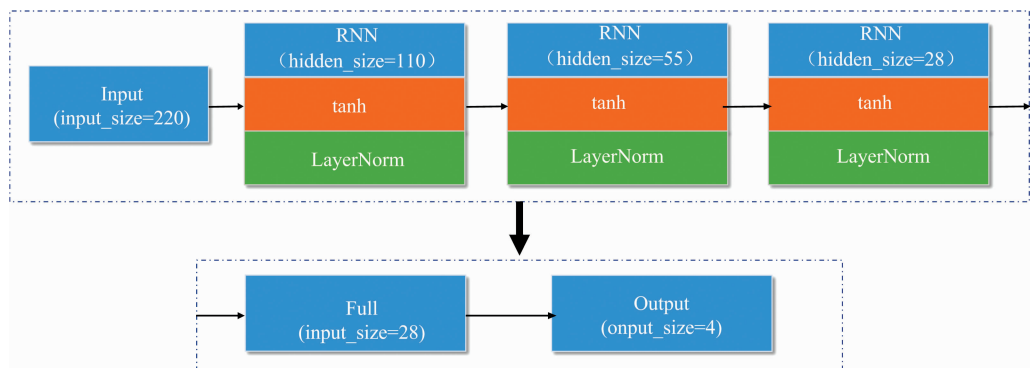 Input
(input_size=220)
RNN
（hidden_size=110）
tanh
LayerNorm
RNN
（hidden_size=55）
tanh
LayerNorm
RNN
（hidden_size=28）
tanh
LayerNorm
Full
(input_size=28)
Output
(onput_size=4)